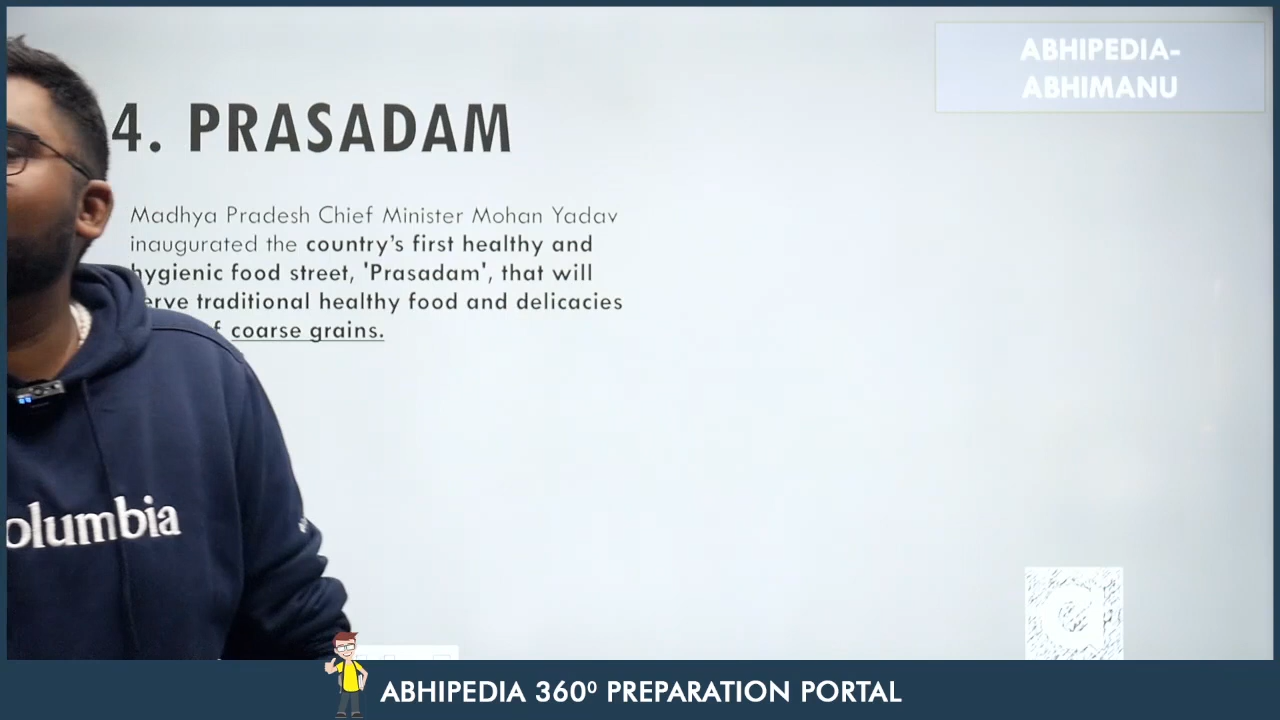 ABHIPEDIA-
ABHIMANU
4. PRASADAM
Madhya Pradesh Chief Minister Mohan Yadav
inaugurated the country's first healthy and
hygienic food street, 'Prasadam', that will
erve traditional healthy food and delicacies
f coarse grains.
olumbia
ABHIPEDIA 360⁰ PREPARATION PORTAL